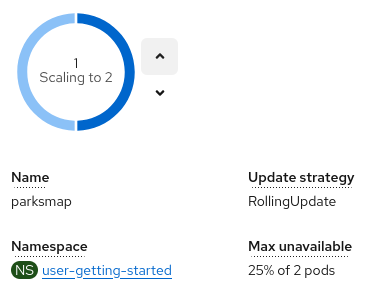 1
Scaling to 2
Name
parksmap
Update strategy
RollingUpdate
Namespace
NS user-getting-started
Max unavailable
25% of 2 pods